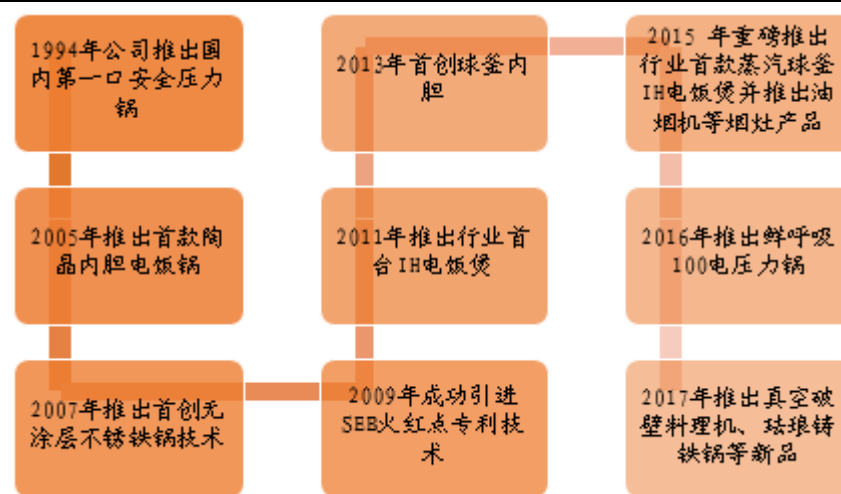 1994年公司推出国
内第一口安全压力
锅
2005年推出首款陶
晶内胆电饭锅
2007年推出首创无
涂层不锈铁锅技术
2009年成功引进
SEB火红点专利技
术
2011年推出行业首
台IH电饭煲
2013年首创球釜内
胆
2015 年重磅推出
行业首款蒸汽球釜
IH电饭煲并推出油
烟机等烟灶产品
2016年推出鲜呼吸
100电压力锅
2017年推出真空破
壁料理机、珐琅铸
铁锅等新品